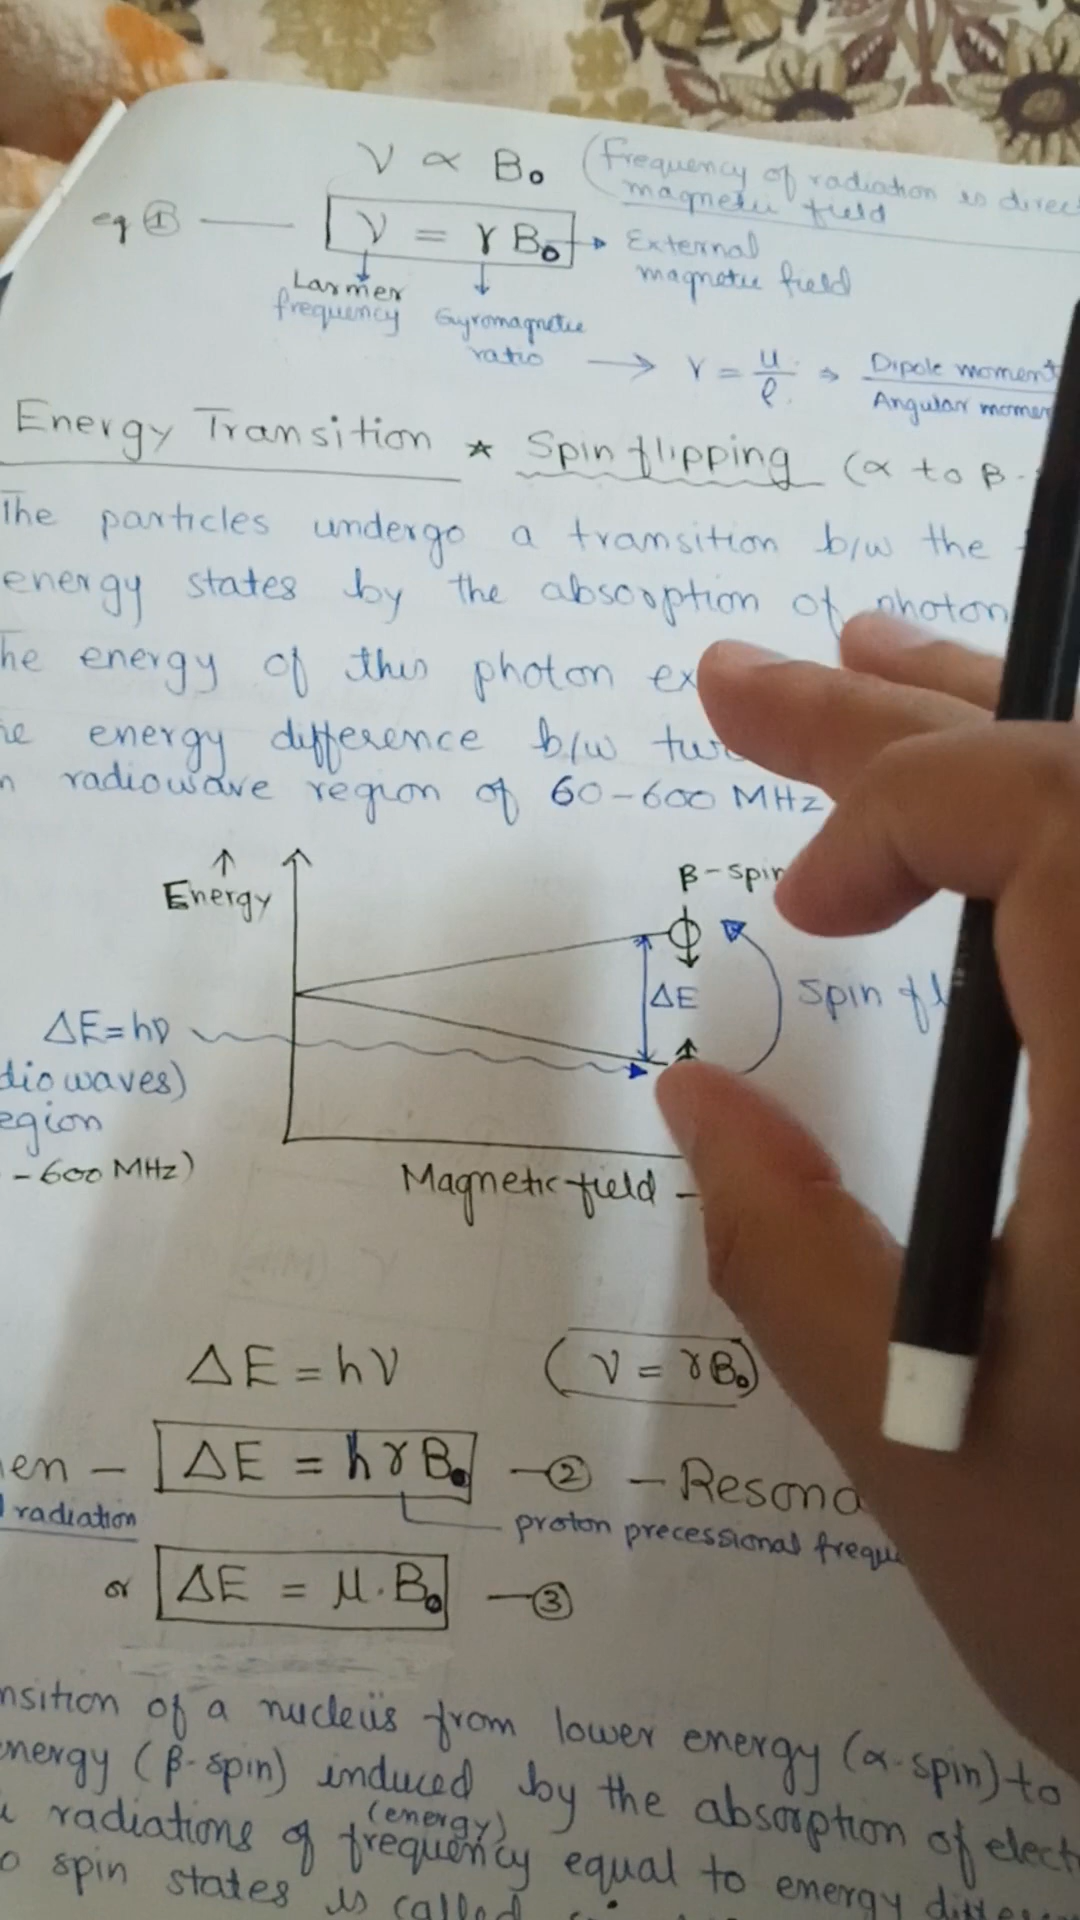 ν ∝ B₀ (frequency of radiation is direc
magnetic field
eq ① — ν = γ B₀ → External
magnetic field
Larmer
frequency
Gyromagnetic
ratio → γ = μ/ρ ⇒ Dipole moment / Angular momen
Energy Transition ★ Spin flipping (α to β-
The particles undergo a transition b/w the
energy states by the absorption of photon
he energy of this photon ex
he energy difference b/w two
n radiowave region of 60-600 MHz
↑
Energy
β-spin
ΔE
Spin fl
ΔE=hν
dio waves)
egion
-600 MHz)
Magnetic field -
ΔE = hν (ν = γB₀)
en - ΔE = hγB₀ -② - Resona
radiation
proton precessional frequ
or ΔE = μ.B₀ -③
nsition of a nucleüs from lower energy (α-spin) to
nergy (β-spin) induced by the absorption of elect
(energy)
radiations of frequency equal to energy differen
o spin states is called